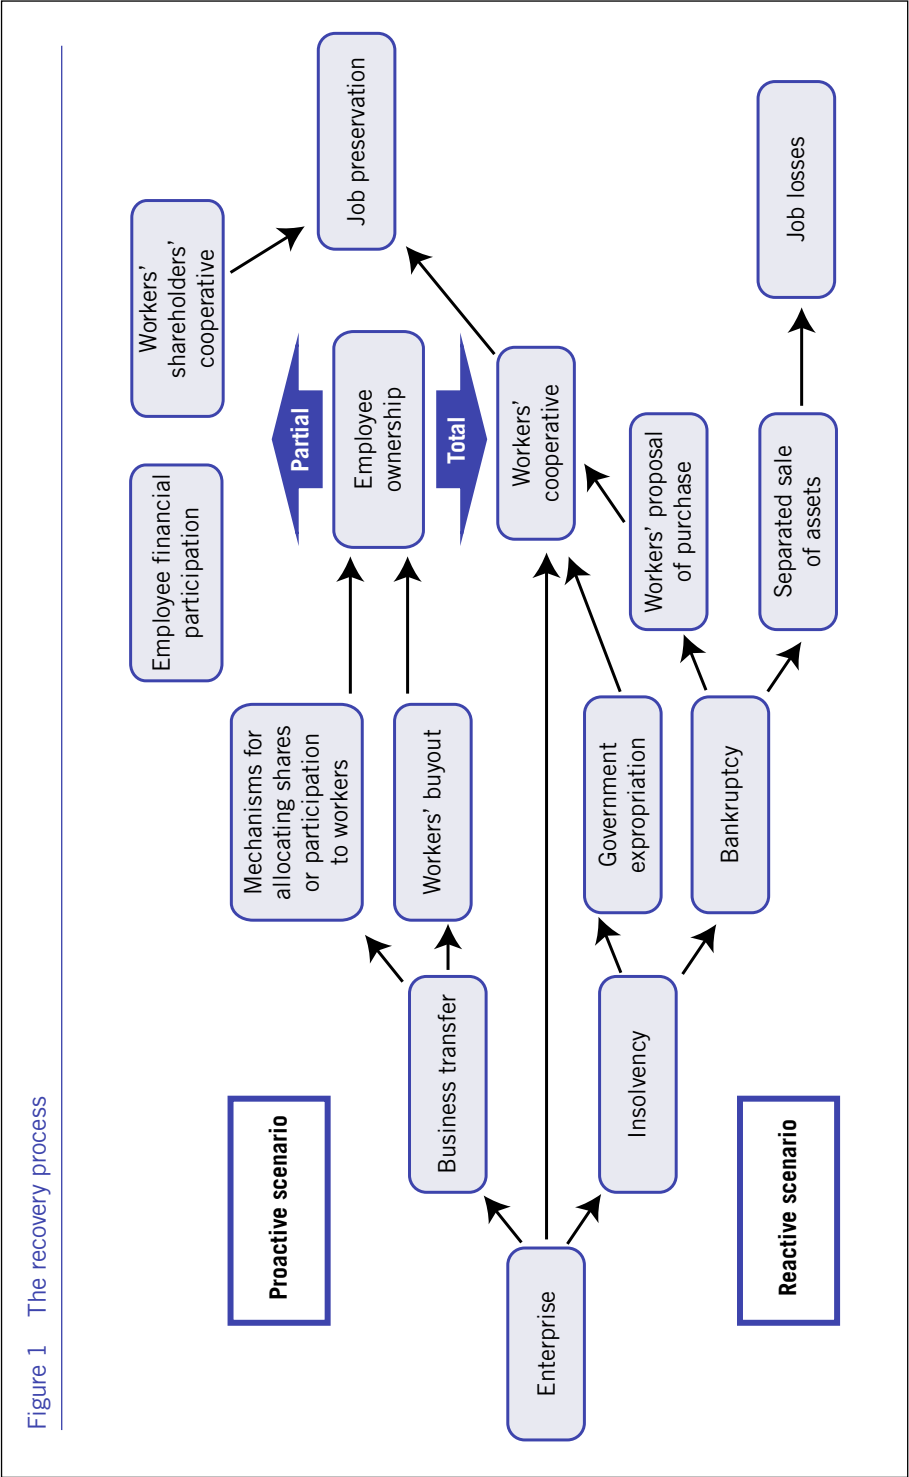 Figure 1 The recovery process
Proactive scenario
Reactive scenario
Enterprise
Business transfer
Insolvency
Mechanisms for
allocating shares
or participation
to workers
Workers’ buyout
Government
expropriation
Bankruptcy
Employee financial
participation
Workers’
shareholders’
cooperative
Partial
Employee
ownership
Total
Workers’
cooperative
Workers’ proposal
of purchase
Separated sale
of assets
Job preservation
Job losses